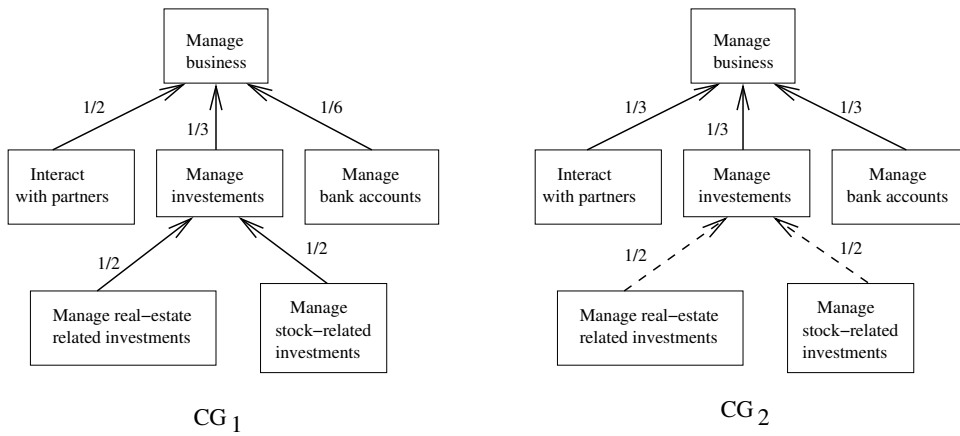 Manage
business
1/2
1/3
1/6
Interact
with partners
Manage
investements
Manage
bank accounts
1/2
1/2
Manage real-estate
related investments
Manage
stock-related
investments
CG 1
Manage
business
1/3
1/3
1/3
Interact
with partners
Manage
investements
Manage
bank accounts
1/2
1/2
Manage real-estate
related investments
Manage
stock-related
investments
CG 2